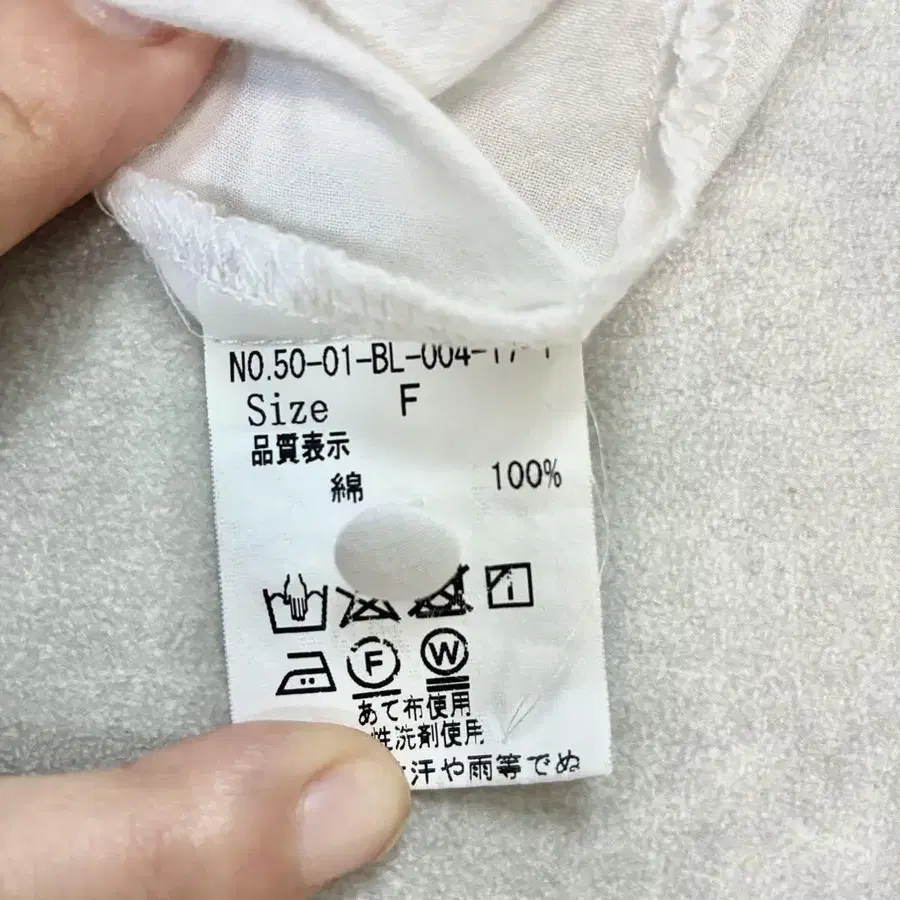 NO.50-01-BL-004-17-1
Size F
品質表示
綿 100%
F W
あて布使用
性洗剤使用
汗や雨等でぬ